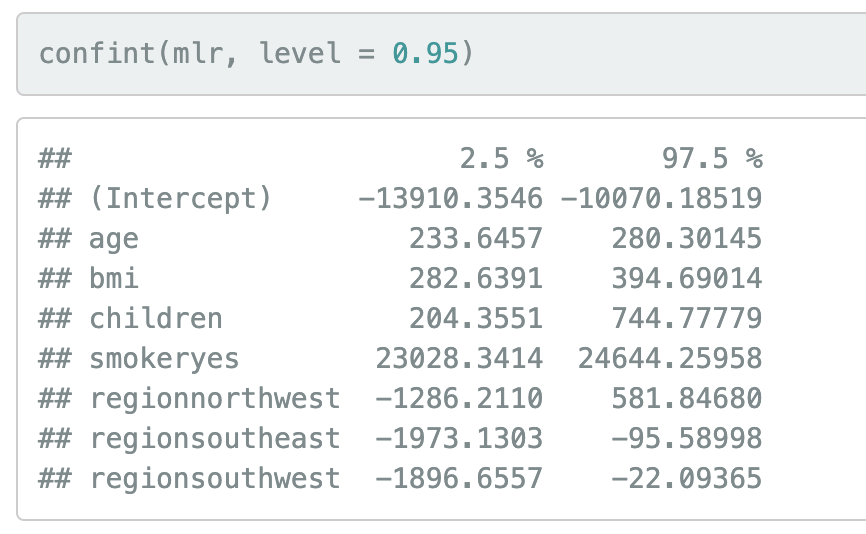 confint(mlr, level = 0.95)
## 2.5 % 97.5 %
## (Intercept) −13910.3546 −10070.18519
## age 233.6457 280.30145
## bmi 282.6391 394.69014
## children 204.3551 744.77779
## smokeryes 23028.3414 24644.25958
## regionnorthwest −1286.2110 581.84680
## regionsoutheast −1973.1303 −95.58998
## regionsouthwest −1896.6557 −22.09365